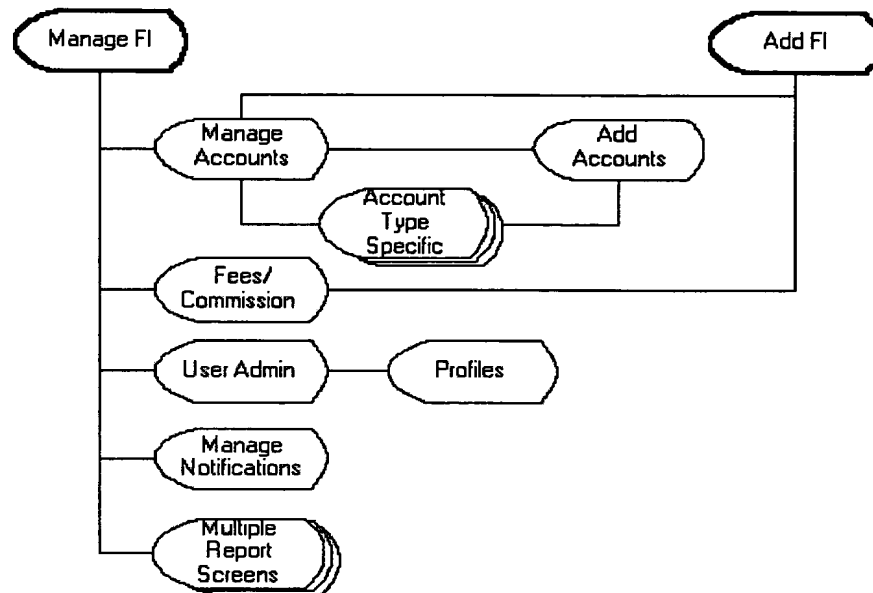 Manage FI
Add FI
Manage
Accounts
Add
Accounts
Account
Type
Specific
Fees/
Commission
User Admin
Profiles
Manage
Notifications
Multiple
Report
Screens